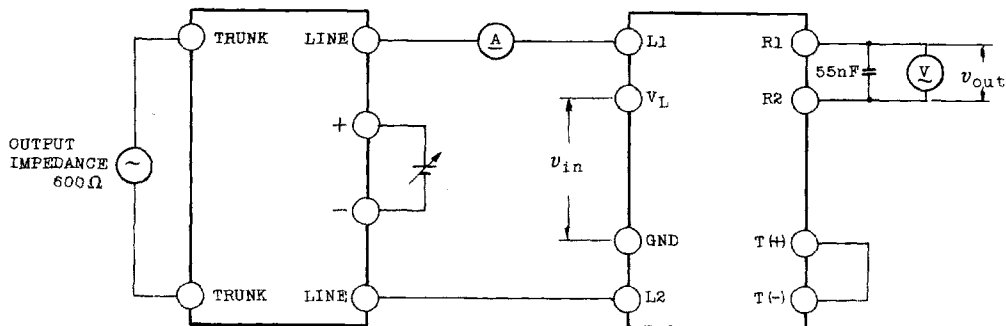 TRUNK LINE A L1 R1
55nF V v_out
V_L R2
+
OUTPUT
IMPEDANCE
600Ω
~
v_in
−
GND T(+)
TRUNK LINE L2 T(-)